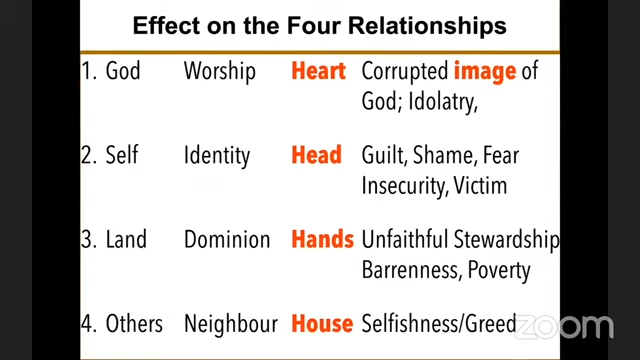 Effect on the Four Relationships
1. God Worship Heart Corrupted image of
God; Idolatry,
2. Self Identity Head Guilt, Shame, Fear
Insecurity, Victim
3. Land Dominion Hands Unfaithful Stewardship
Barrenness, Poverty
4. Others Neighbour House Selfishness/Greed
zoom